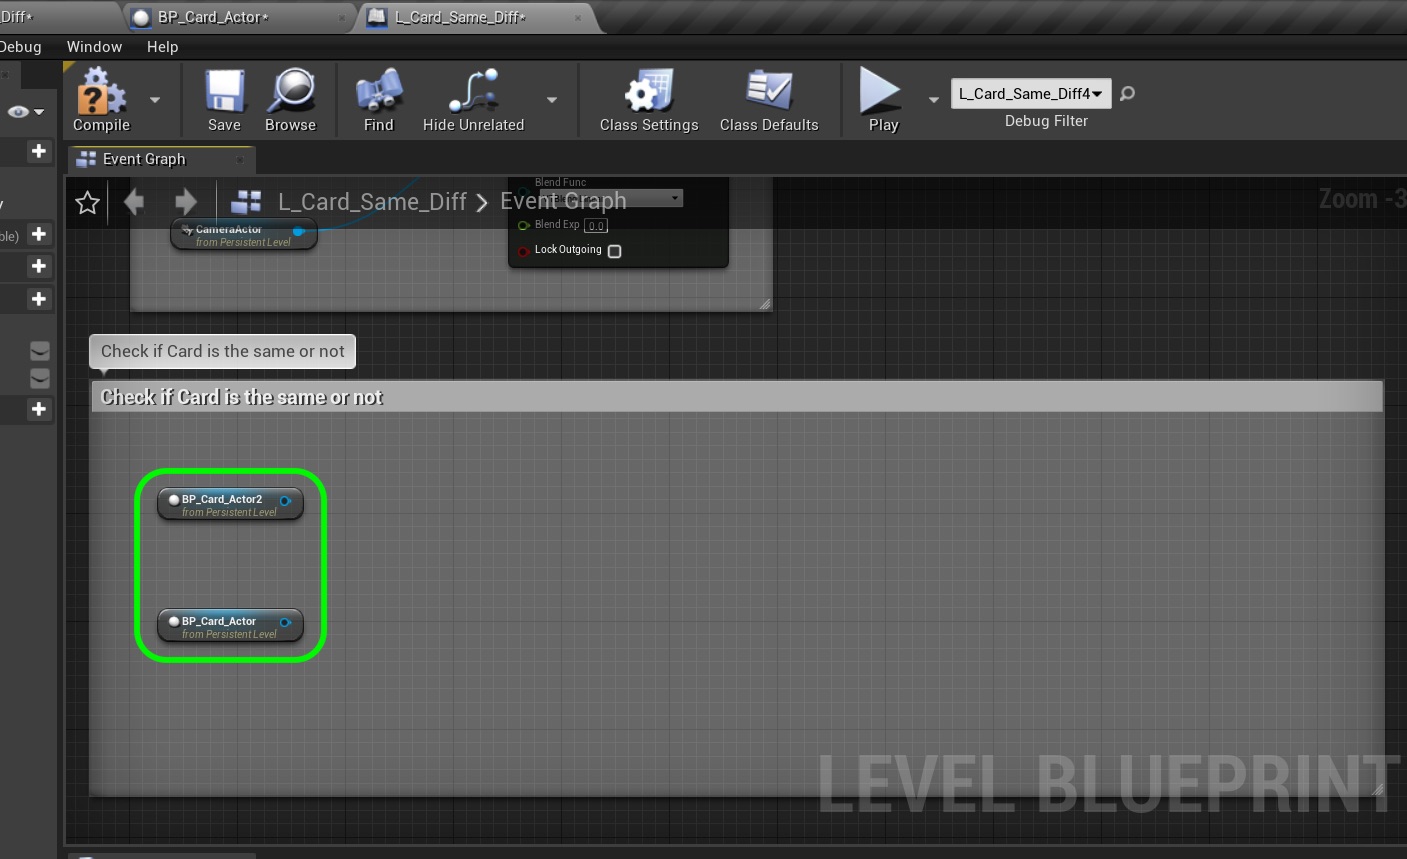 Diff*
BP_Card_Actor*
L_Card_Same_Diff*
Debug
Window
Help
Compile
Save
Browse
Find
Hide Unrelated
Class Settings
Class Defaults
Play
L_Card_Same_Diff4
Debug Filter
Event Graph
L_Card_Same_Diff
Event Graph
Zoom -3
Blend Func
Blend Exp
0.0
Lock Outgoing
CameraActor
from Persistent Level
ble)
Check if Card is the same or not
Check if Card is the same or not
BP_Card_Actor2
from Persistent Level
BP_Card_Actor
from Persistent Level
LEVEL BLUEPRINT